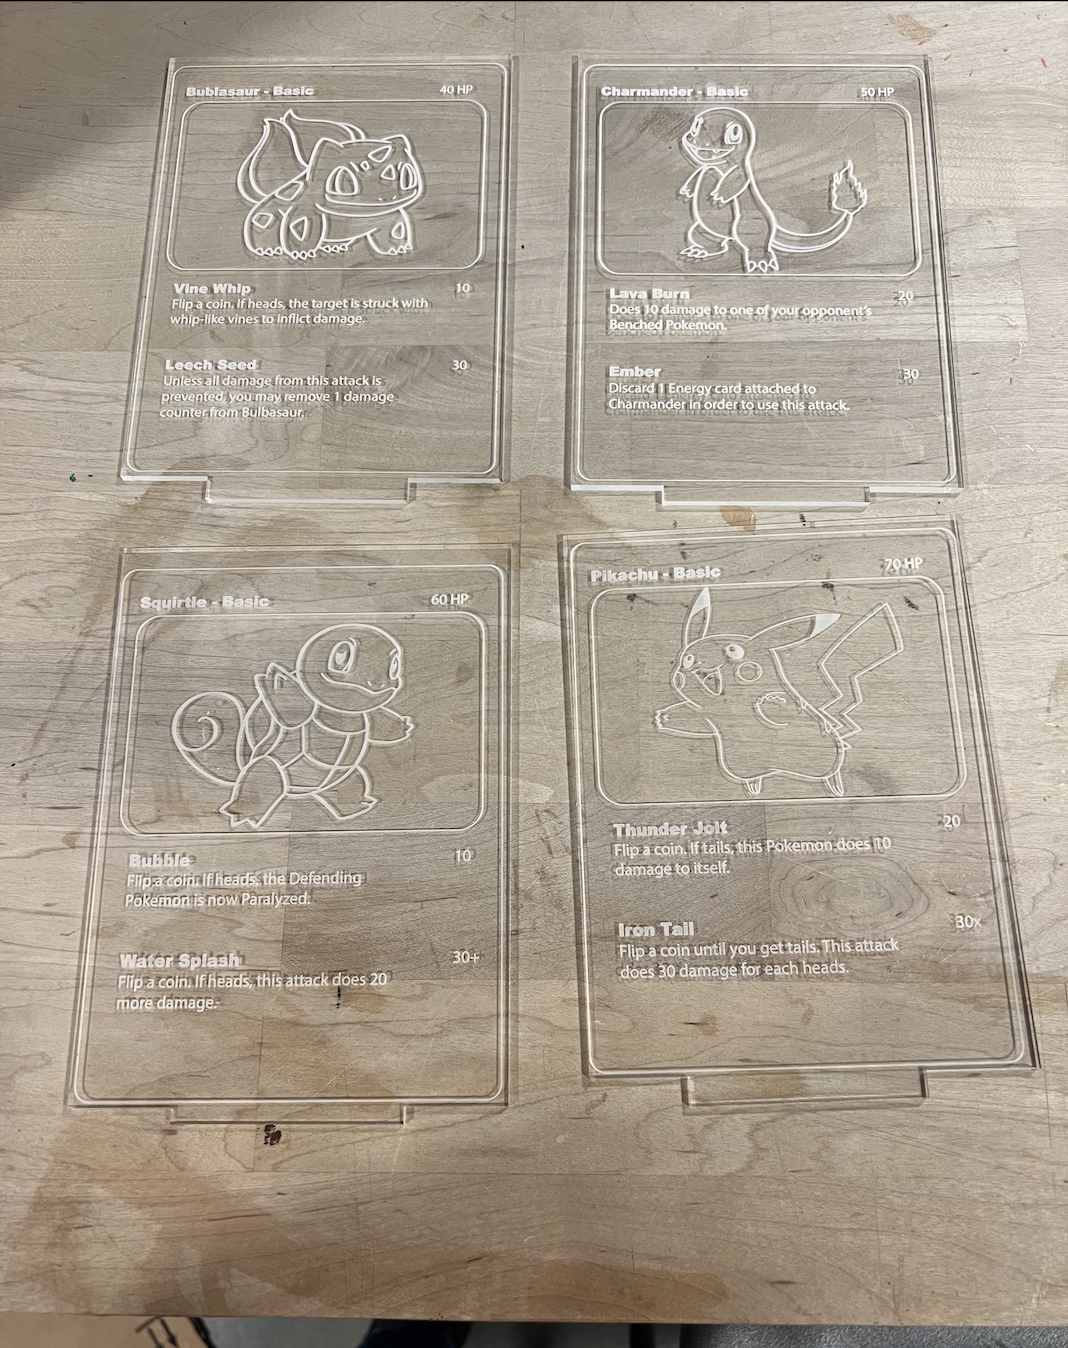 Bublasaur - Basic 40 HP
Vine Whip 10
Flip a coin. If heads, the target is struck with
whip-like vines to inflict damage.
Leech Seed 30
Unless all damage from this attack is
prevented, you may remove 1 damage
counter from Bulbasaur.
Charmander - Basic 50 HP
Lava Burn 20
Does 10 damage to one of your opponent's
Benched Pokemon.
Ember 30
Discard 1 Energy card attached to
Charmander in order to use this attack.
Squirtle - Basic 60 HP
Bubble 10
Flip a coin. If heads, the Defending
Pokemon is now Paralyzed.
Water Splash 30+
Flip a coin. If heads, this attack does 20
more damage.
Pikachu - Basic 70 HP
Thunder Jolt 20
Flip a coin. If tails, this Pokemon does 10
damage to itself.
Iron Tail 30x
Flip a coin until you get tails. This attack
does 30 damage for each heads.